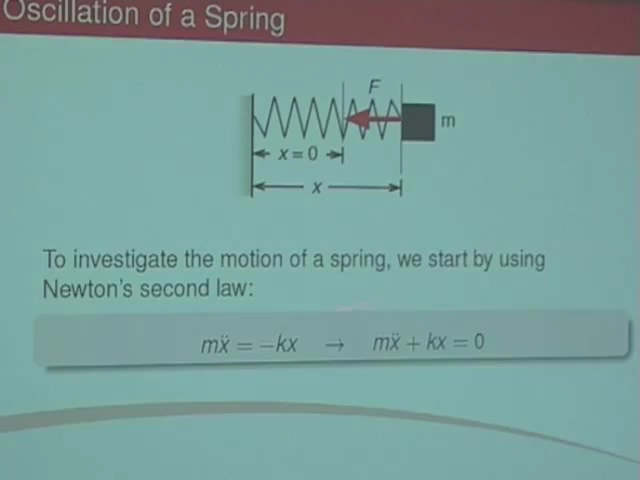 Oscillation of a Spring
F
m
x = 0
x
To investigate the motion of a spring, we start by using
Newton's second law:
mẍ = −kx → mẍ + kx = 0